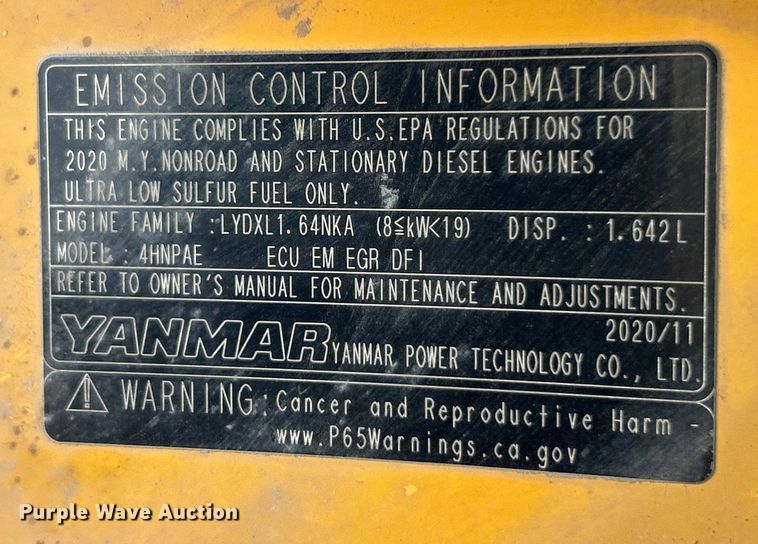 EMISSION CONTROL INFORMATION
THIS ENGINE COMPLIES WITH U.S.EPA REGULATIONS FOR
2020 M.Y.NONROAD AND STATIONARY DIESEL ENGINES.
ULTRA LOW SULFUR FUEL ONLY.
ENGINE FAMILY :LYDXL1.64NKA (8≦kW<19) DISP. : 1.642L
MODEL : 4HNPAE ECU EM EGR DFI
REFER TO OWNER'S MANUAL FOR MAINTENANCE AND ADJUSTMENTS.
2020/11
YANMAR YANMAR POWER TECHNOLOGY CO., LTD.
WARNING:Cancer and Reproductive Harm -
www.P65Warnings.ca.gov
Purple Wave Auction